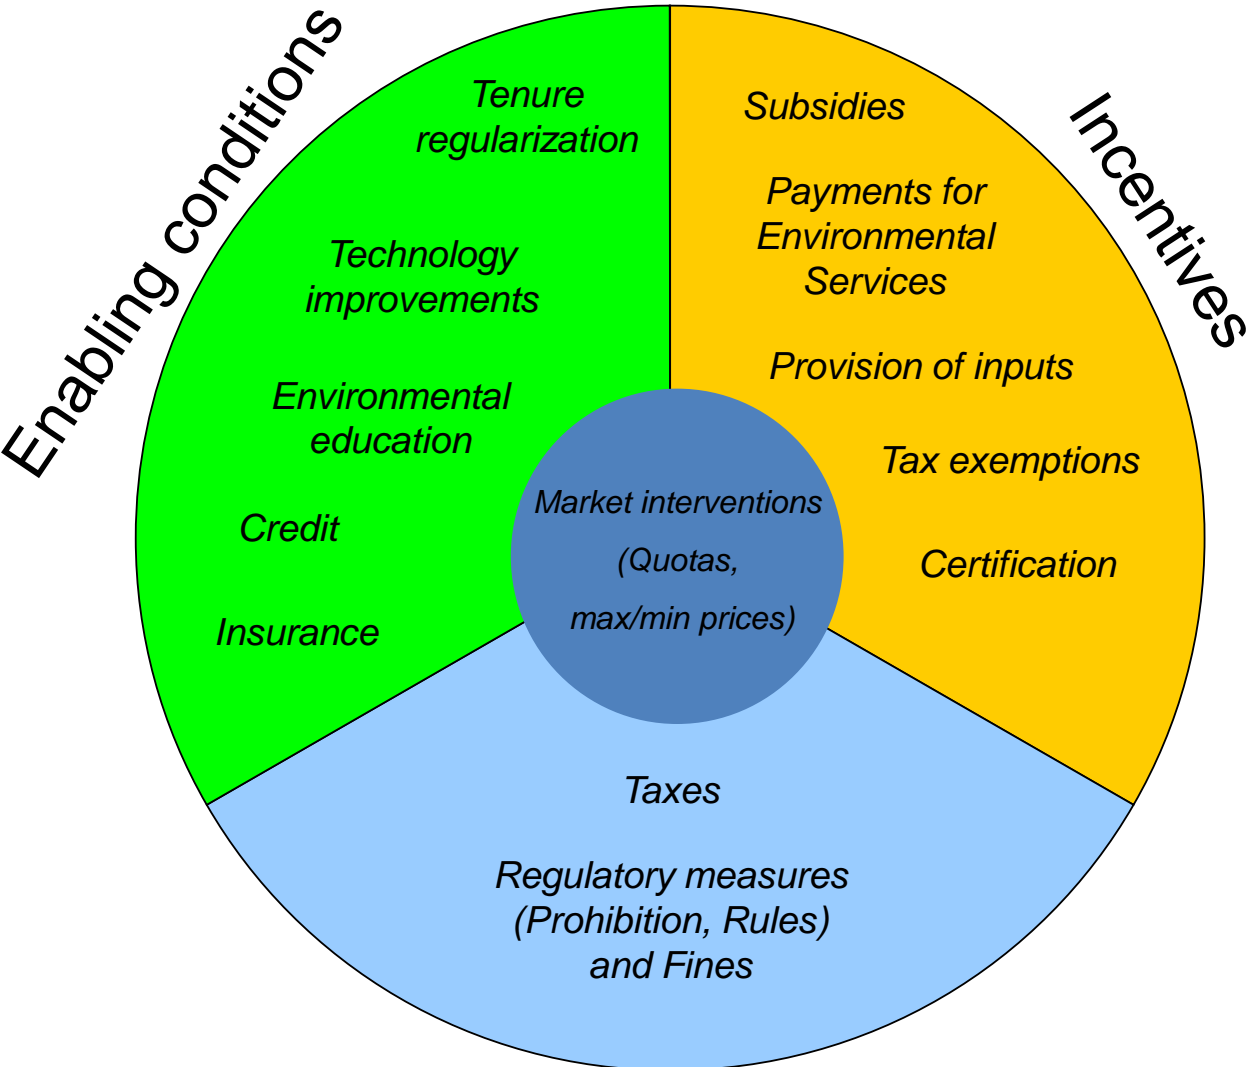 Enabling conditions
Tenure
regularization
Technology
improvements
Environmental
education
Credit
Insurance
Incentives
Subsidies
Payments for
Environmental
Services
Provision of inputs
Tax exemptions
Certification
Market interventions
(Quotas,
max/min prices)
Taxes
Regulatory measures
(Prohibition, Rules)
and Fines